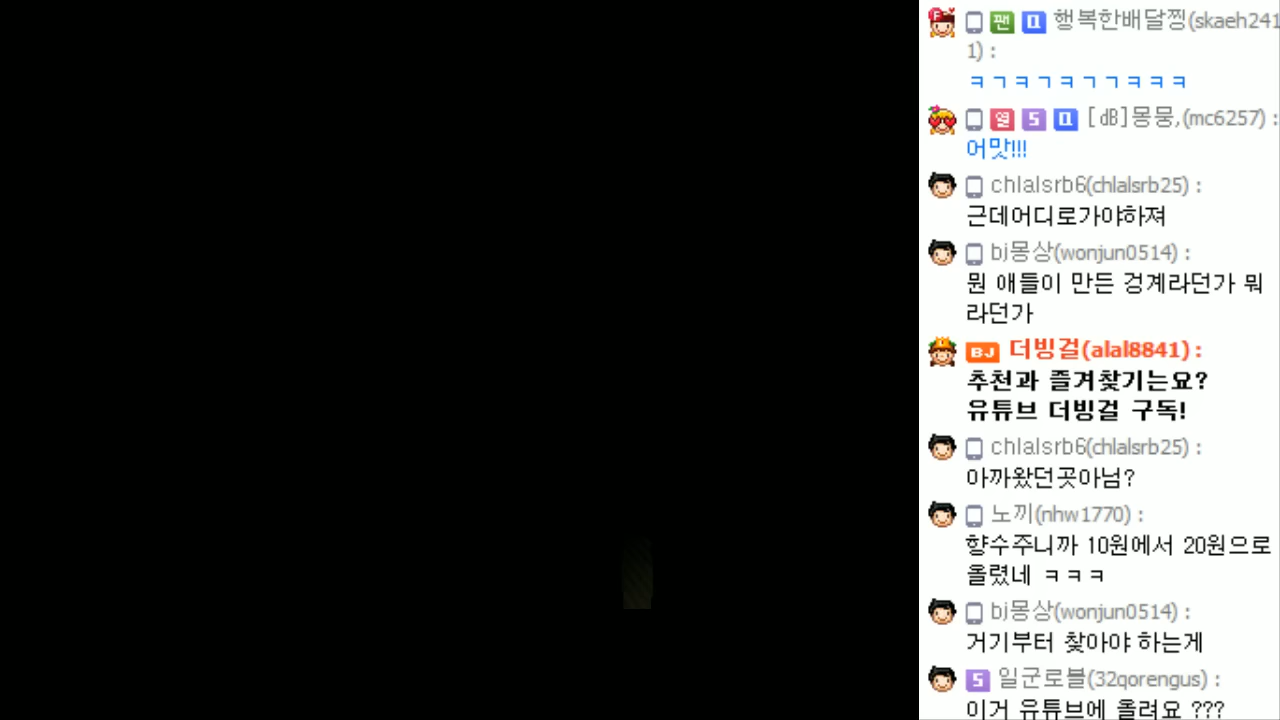 팬 행복한배달찡(skaeh241
1) :
ㅋㄱㅋㄱㅋㄱㄱㅋㅋㅋ
열 S [dB]몽뭉,(mc6257) :
어맛!!!
chlalsrb6(chlalsrb25) :
근데어디로가야하져
bj몽상(wonjun0514) :
뭔 애들이 만든 겅계라던가 뭐
라던가
BJ 더빙걸(alal8841) :
추천과 즐겨찾기는요?
유튜브 더빙걸 구독!
chlalsrb6(chlalsrb25) :
아까왔던곳아님?
노끼(nhw1770) :
향수주니까 10원에서 20원으로
올렸네 ㅋㅋㅋ
bj몽상(wonjun0514) :
거기부터 찾아야 하는게
S 일군로블(32qorengus) :
이거 유튜브에 올려요 ???